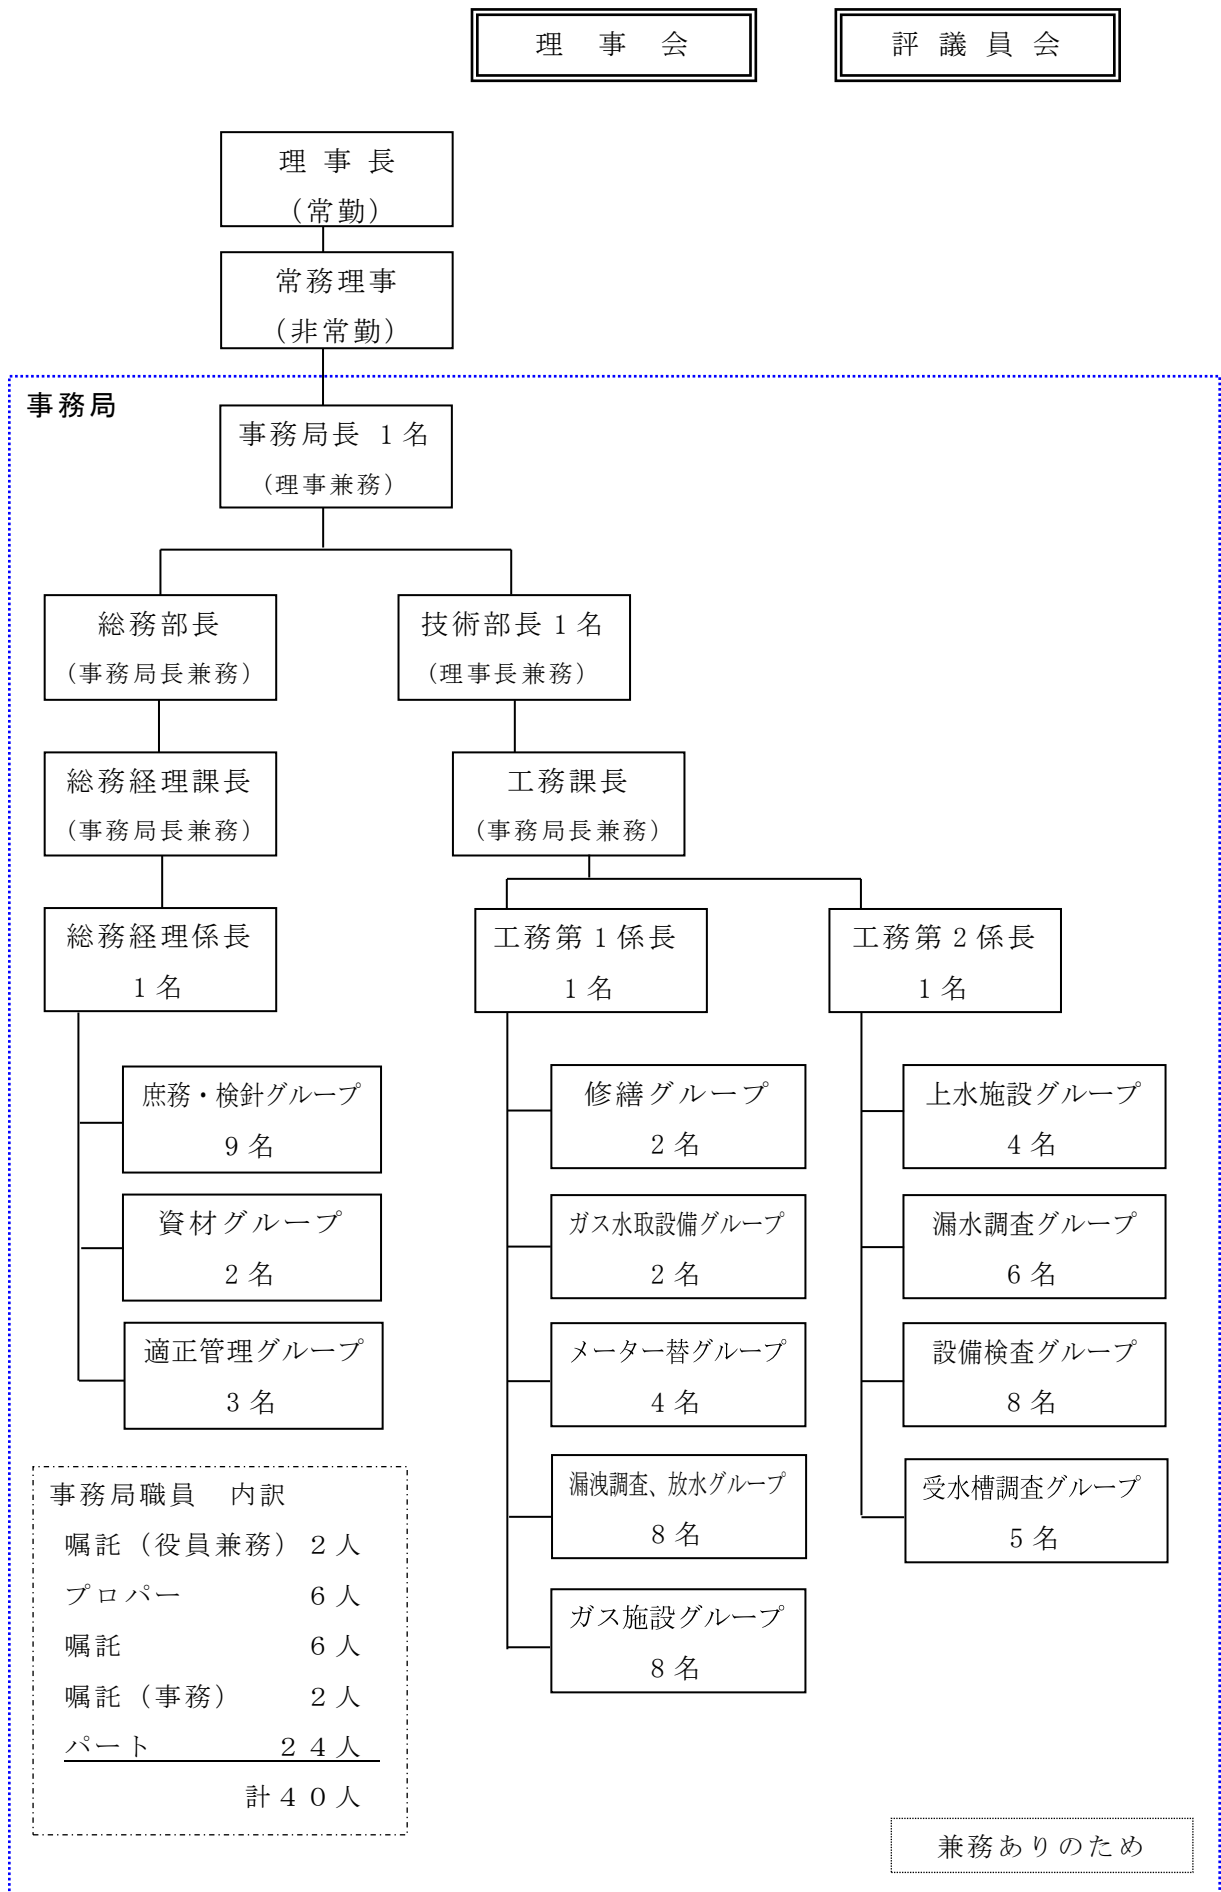 理 事 会
評 議 員 会
理 事 長
（常勤）
常務理事
（非常勤）
事務局
事務局長 １名
（理事兼務）
総務部長
（事務局長兼務）
技術部長１名
（理事長兼務）
総務経理課長
（事務局長兼務）
工務課長
（事務局長兼務）
総務経理係長
１名
工務第１係長
１名
工務第２係長
１名
庶務・検針グループ
９名
資材グループ
２名
適正管理グループ
３名
修繕グループ
２名
ガス水取設備グループ
２名
メーター替グループ
４名
漏洩調査、放水グループ
８名
ガス施設グループ
８名
上水施設グループ
４名
漏水調査グループ
６名
設備検査グループ
８名
受水槽調査グループ
５名
事務局職員　内訳
嘱託（役員兼務）２人
プロパー　６人
嘱託　６人
嘱託（事務）　２人
パート　２４人
計４０人
兼務ありのため